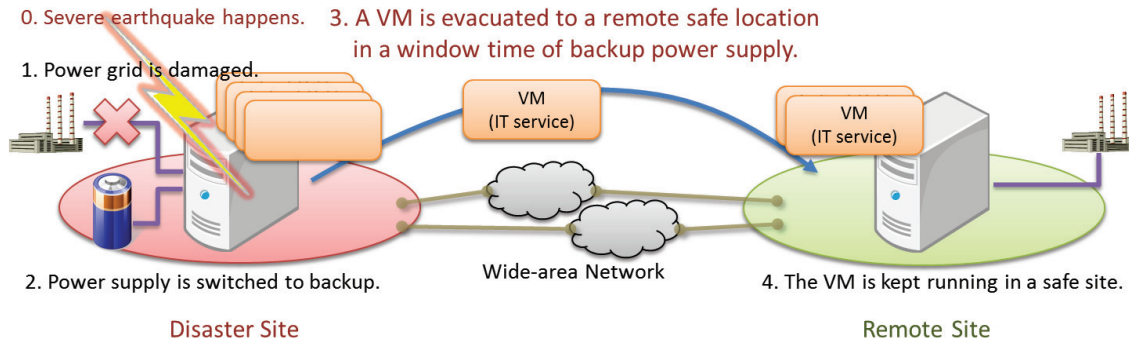 0. Severe earthquake happens.
3. A VM is evacuated to a remote safe location
in a window time of backup power supply.
1. Power grid is damaged.
VM
(IT service)
VM
(IT service)
Wide-area Network
2. Power supply is switched to backup.
4. The VM is kept running in a safe site.
Disaster Site
Remote Site